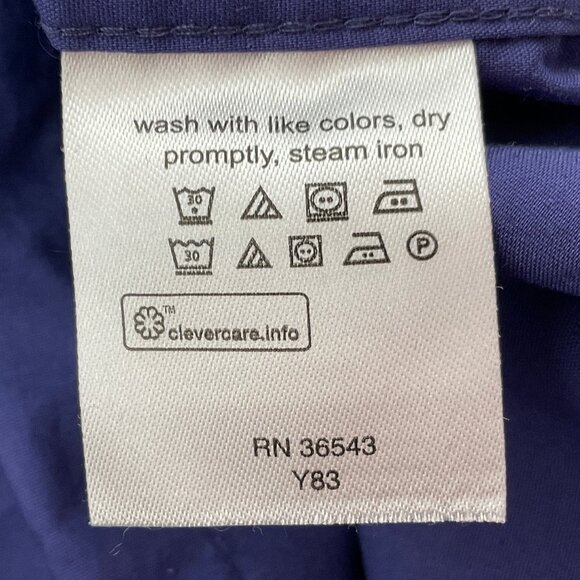 wash with like colors, dry
promptly, steam iron
30
30 P
™
clevercare.info
RN 36543
Y83